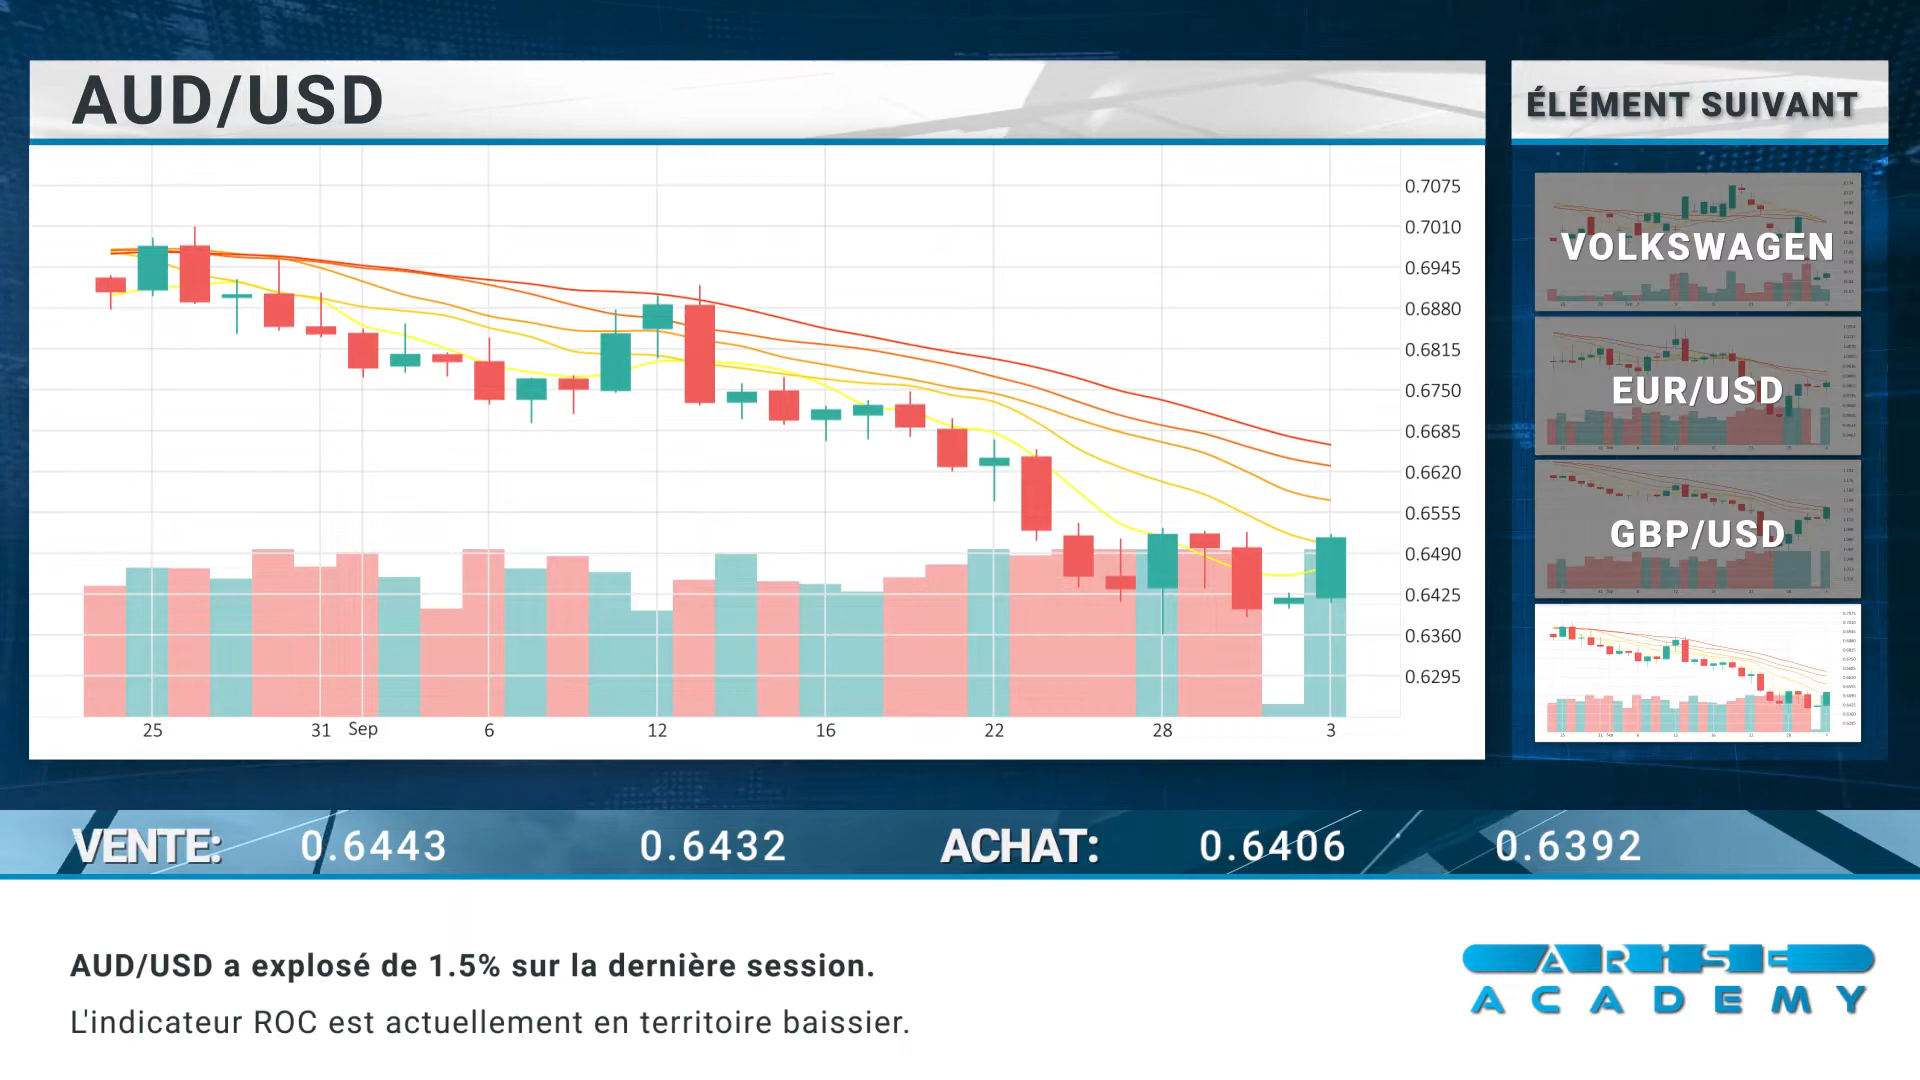 AUD/USD
0.7075
0.7010
0.6945
0.6880
0.6815
0.6750
0.6685
0.6620
0.6555
0.6490
0.6425
0.6360
0.6295
25 31 Sep 6 12 16 22 28 3
ÉLÉMENT SUIVANT
VOLKSWAGEN
EUR/USD
GBP/USD
VENTE: 0.6443 0.6432 ACHAT: 0.6406 0.6392
AUD/USD a explosé de 1.5% sur la dernière session.
L'indicateur ROC est actuellement en territoire baissier.
ARISE
ACADEMY